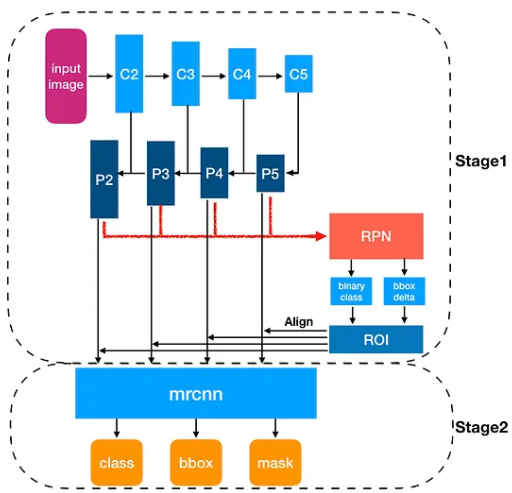 input
image
C2
C3
C4
C5
P2
P3
P4
P5
Stage1
RPN
binary
class
bbox
delta
Align
ROI
mrcnn
Stage2
class
bbox
mask